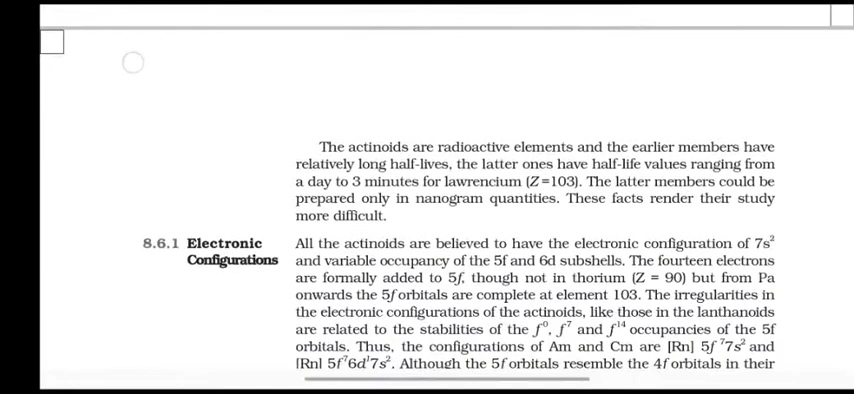 The actinoids are radioactive elements and the earlier members have
relatively long half-lives, the latter ones have half-life values ranging from
a day to 3 minutes for lawrencium (Z=103). The latter members could be
prepared only in nanogram quantities. These facts render their study
more difficult.
8.6.1 Electronic
Configurations
All the actinoids are believed to have the electronic configuration of 7s²
and variable occupancy of the 5f and 6d subshells. The fourteen electrons
are formally added to 5f, though not in thorium (Z = 90) but from Pa
onwards the 5f orbitals are complete at element 103. The irregularities in
the electronic configurations of the actinoids, like those in the lanthanoids
are related to the stabilities of the f⁰, f⁷ and f¹⁴ occupancies of the 5f
orbitals. Thus, the configurations of Am and Cm are [Rn] 5f⁷7s² and
[Rn] 5f⁷6d¹7s². Although the 5f orbitals resemble the 4f orbitals in their